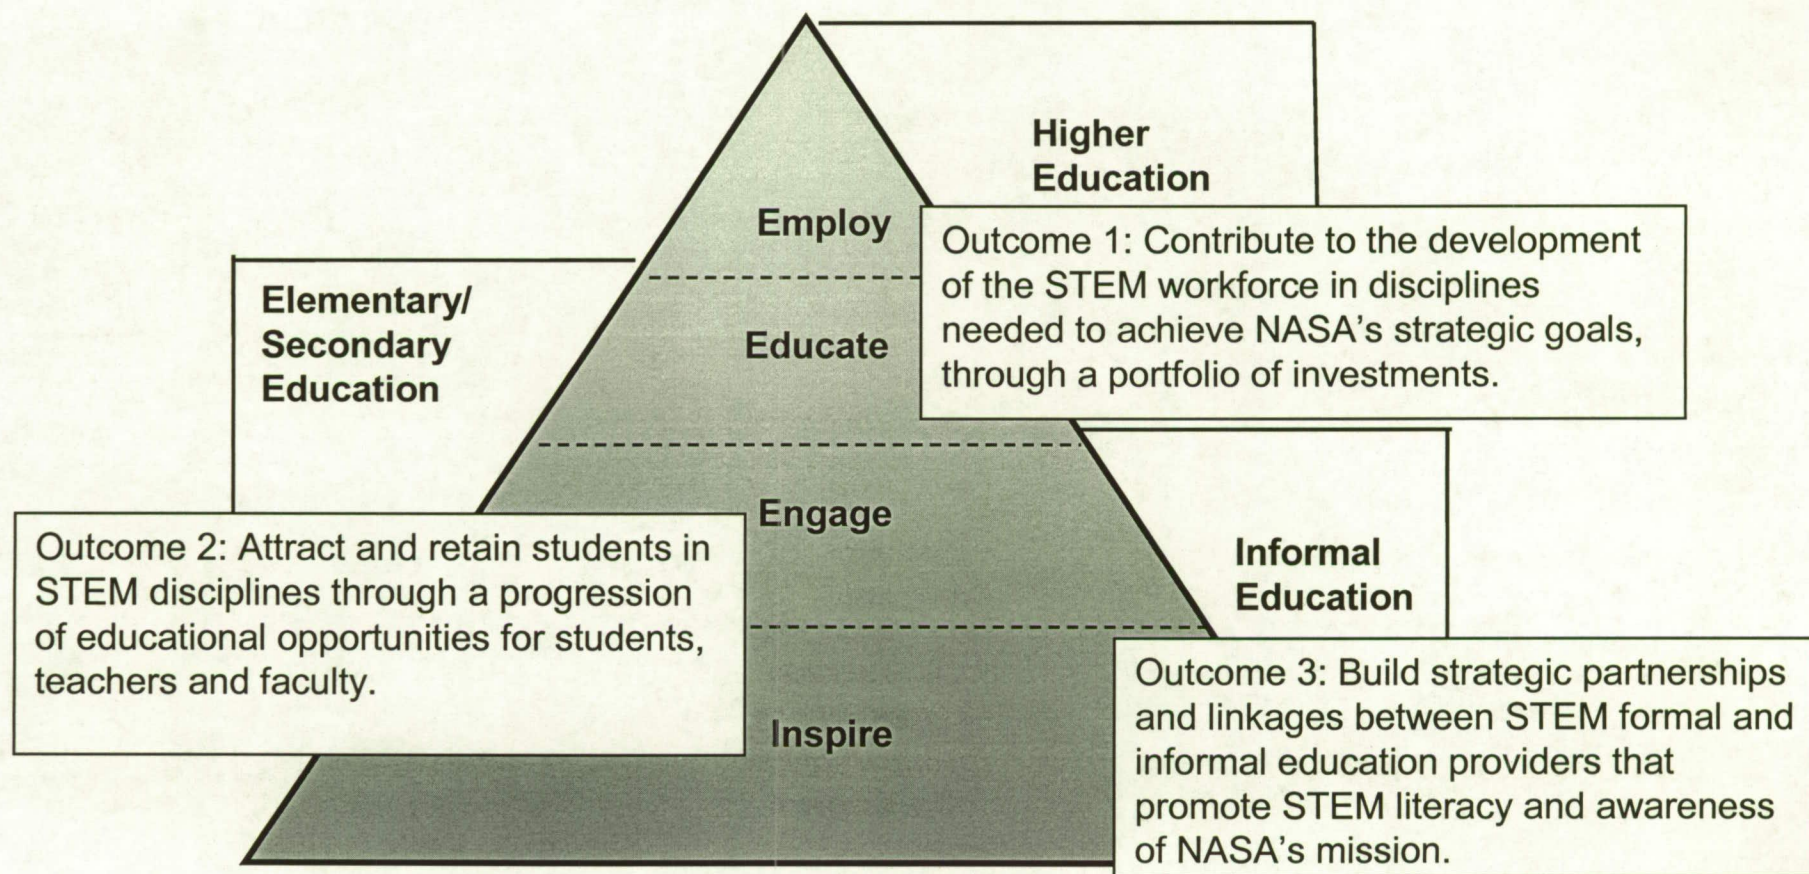 Higher
Education
Employ
Outcome 1: Contribute to the development
of the STEM workforce in disciplines
needed to achieve NASA's strategic goals,
through a portfolio of investments.
Elementary/
Secondary
Education
Educate
Engage
Outcome 2: Attract and retain students in
STEM disciplines through a progression
of educational opportunities for students,
teachers and faculty.
Informal
Education
Inspire
Outcome 3: Build strategic partnerships
and linkages between STEM formal and
informal education providers that
promote STEM literacy and awareness
of NASA's mission.